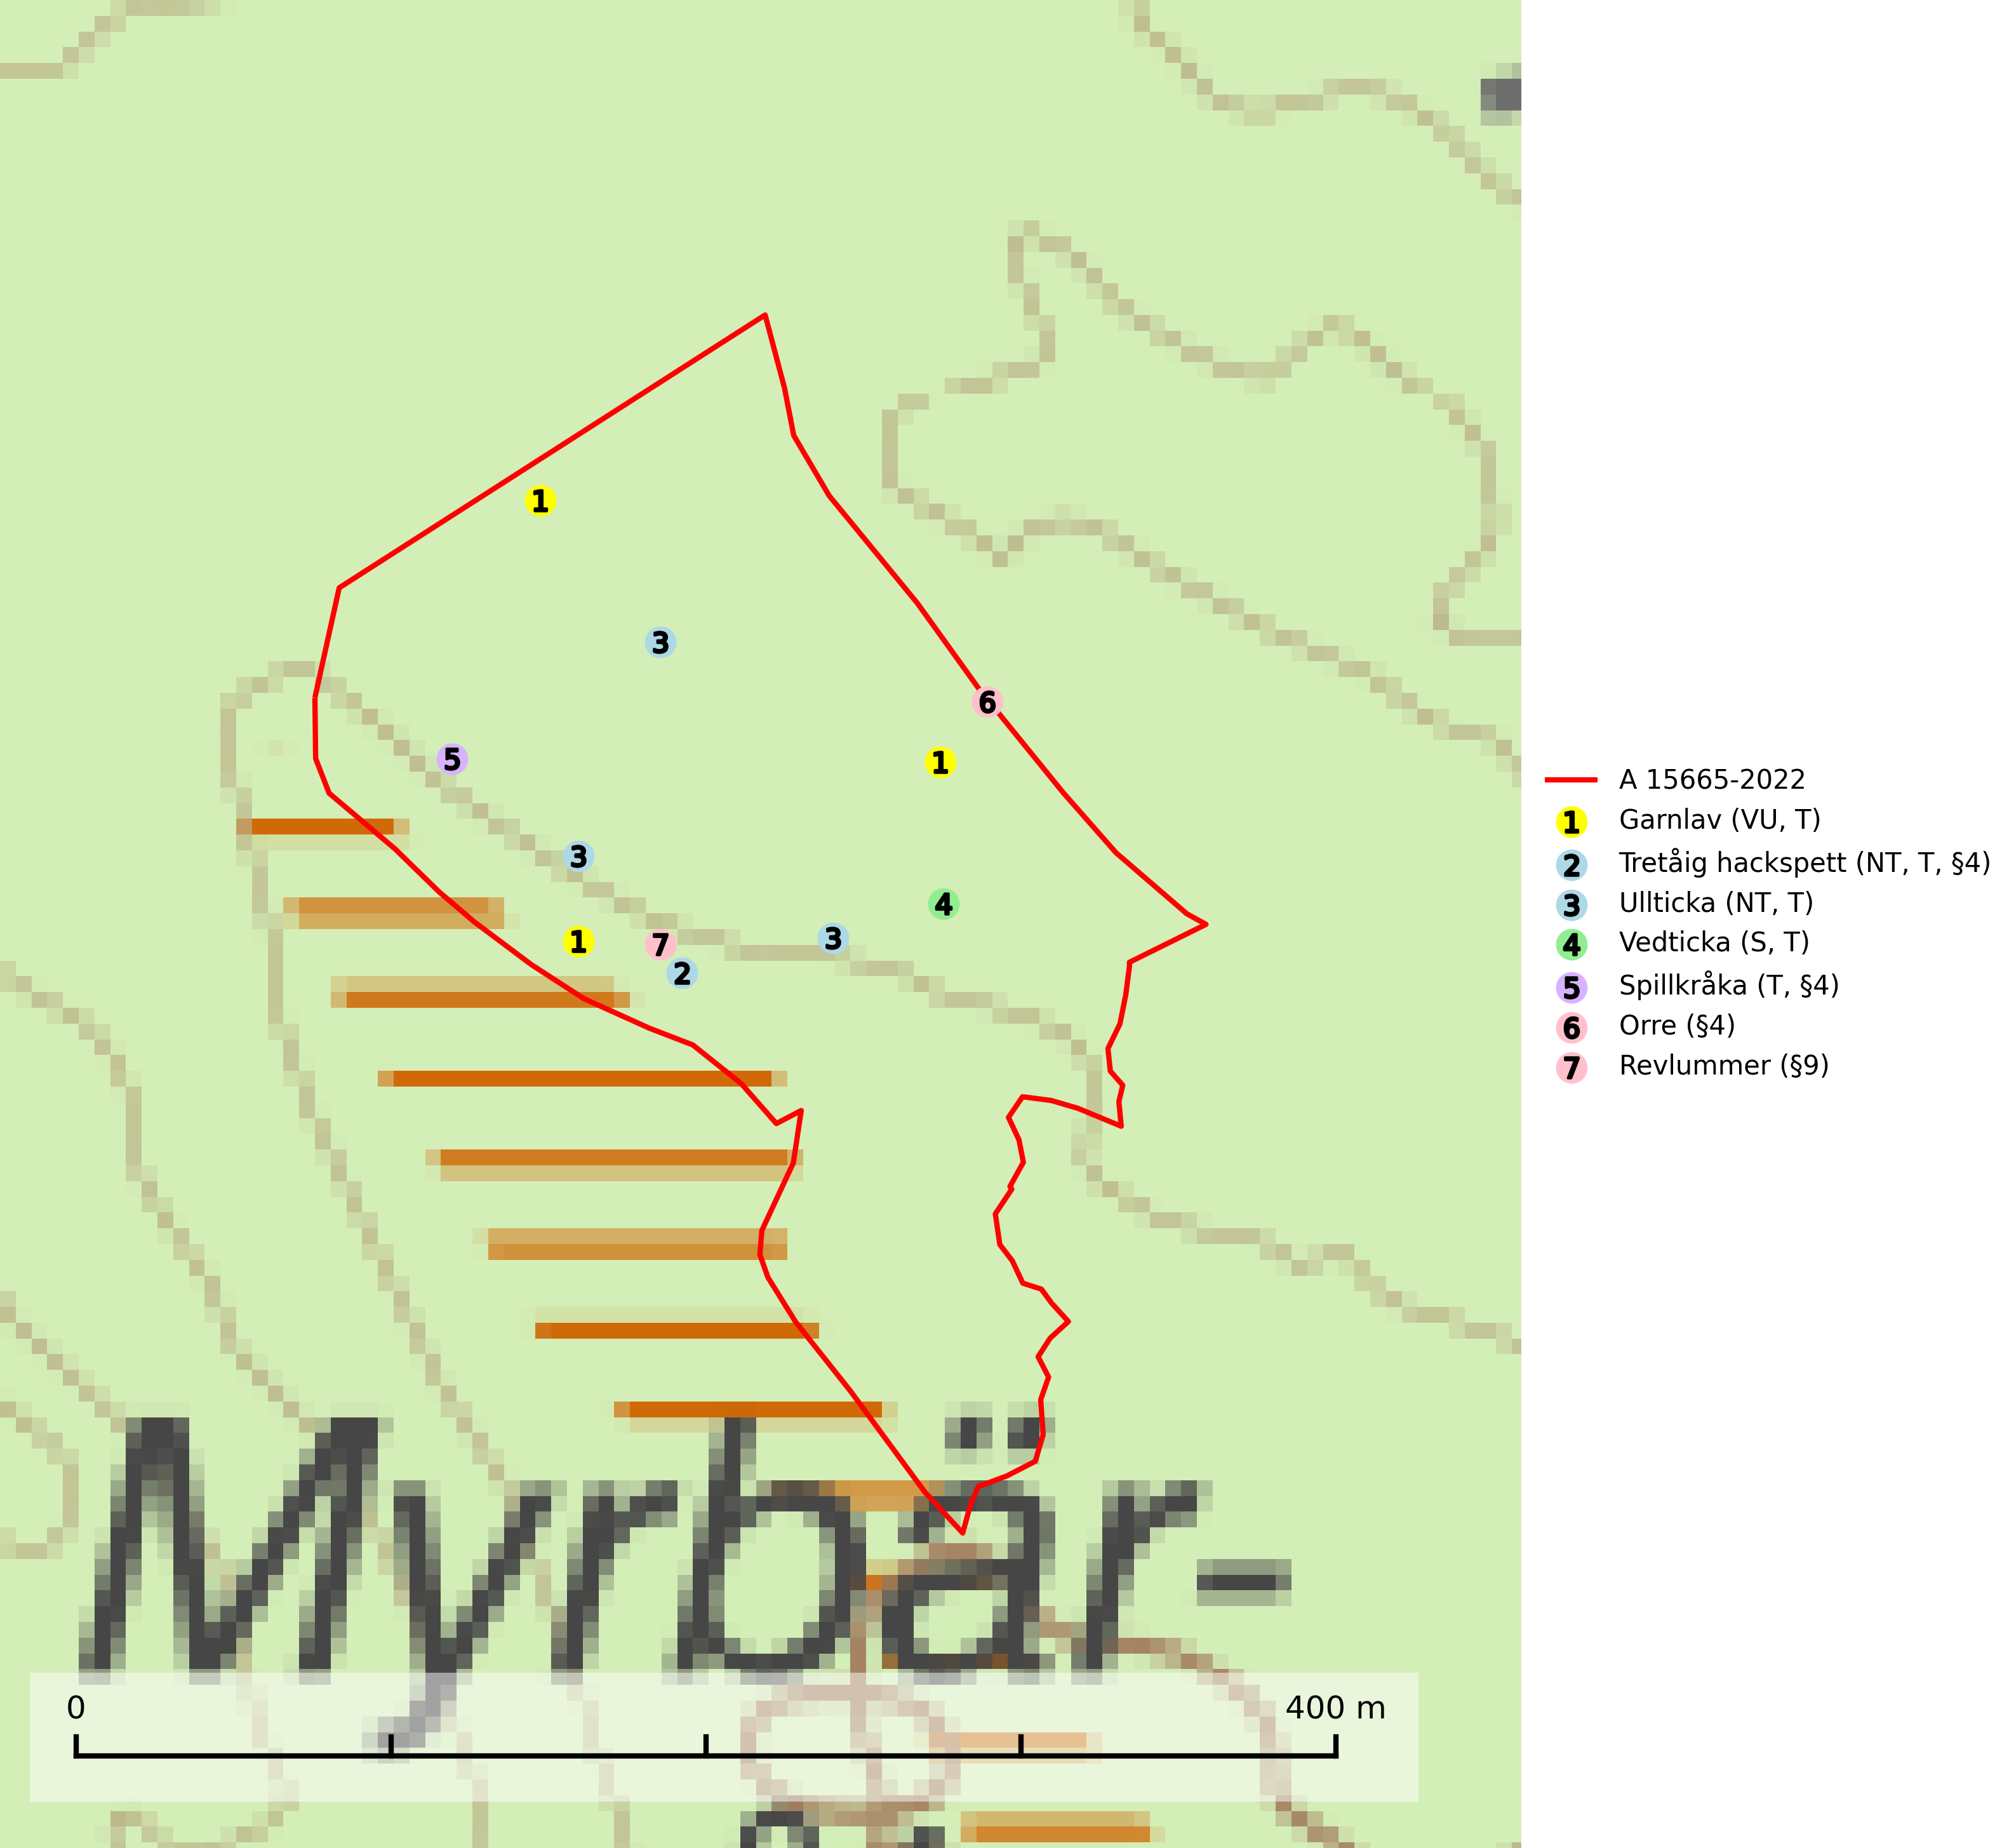 1
3
6
5
1
3
4
1
7
3
2
A 15665-2022
1 Garnlav (VU, T)
2 Tretåig hackspett (NT, T, §4)
3 Ullticka (NT, T)
4 Vedticka (S, T)
5 Spillkråka (T, §4)
6 Orre (§4)
7 Revlummer (§9)
Myrbär-
0 400 m